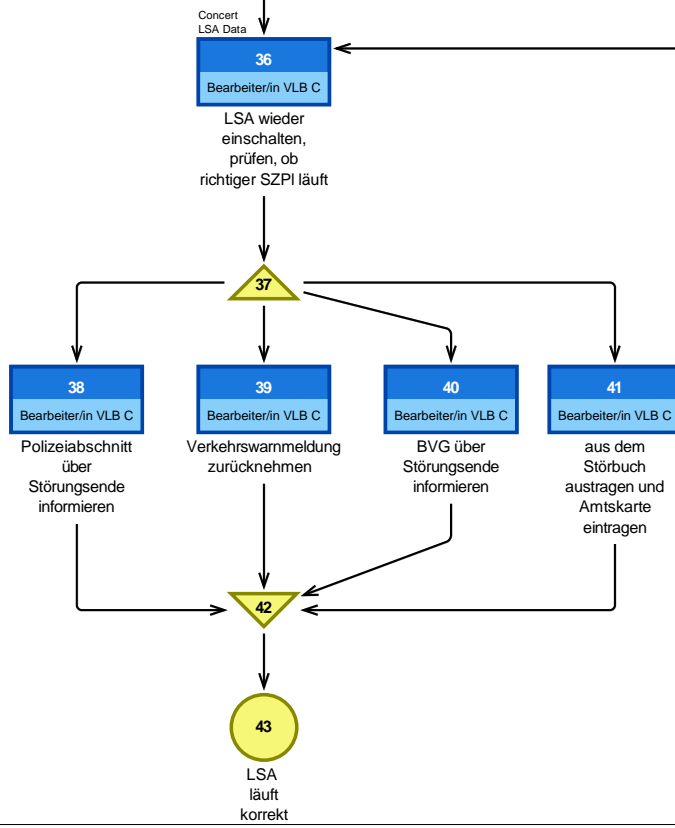 Concert
LSA Data
36
Bearbeiter/in VLB C
LSA wieder
einschalten,
prüfen, ob
richtiger SZPl läuft
37
38
Bearbeiter/in VLB C
Polizeiabschnitt
über
Störungsende
informieren
39
Bearbeiter/in VLB C
Verkehrswarnmeldung
zurücknehmen
40
Bearbeiter/in VLB C
BVG über
Störungsende
informieren
41
Bearbeiter/in VLB C
aus dem
Störbuch
austragen und
Amtskarte
eintragen
42
43
LSA
läuft
korrekt